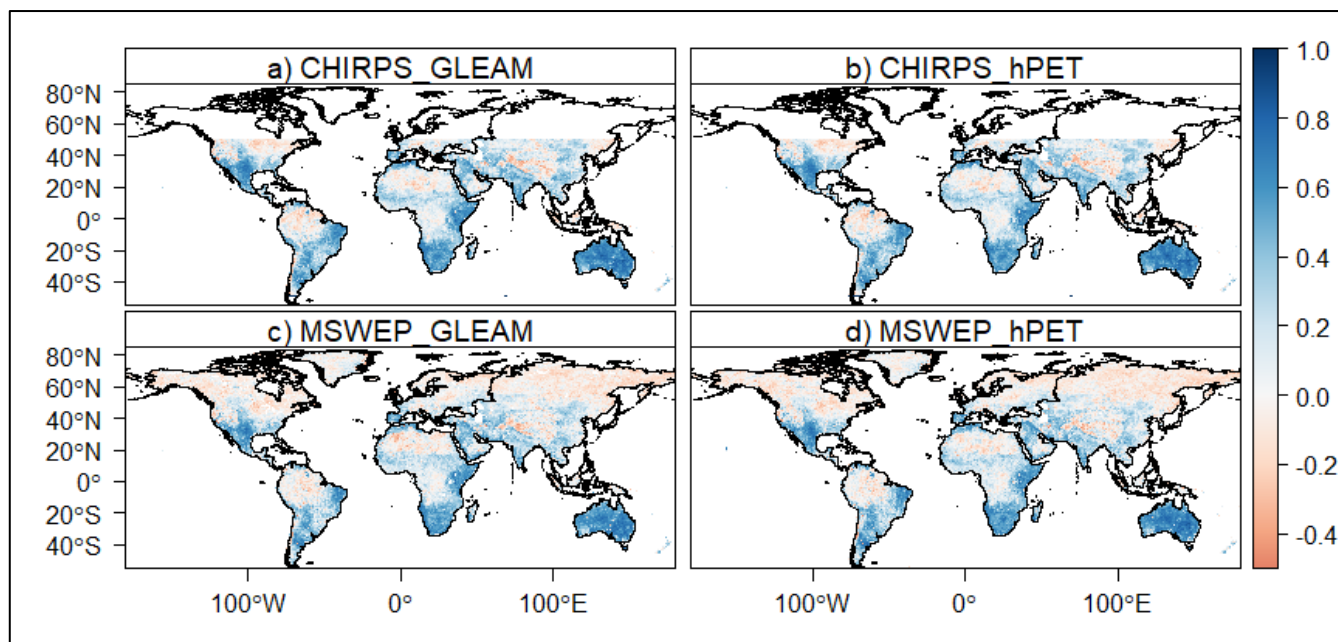 a) CHIRPS_GLEAM
b) CHIRPS_hPET
80°N
60°N
40°N
20°N
0°
20°S
40°S
c) MSWEP_GLEAM
d) MSWEP_hPET
80°N
60°N
40°N
20°N
0°
20°S
40°S
100°W
0°
100°E
100°W
0°
100°E
1.0
0.8
0.6
0.4
0.2
0.0
-0.2
-0.4